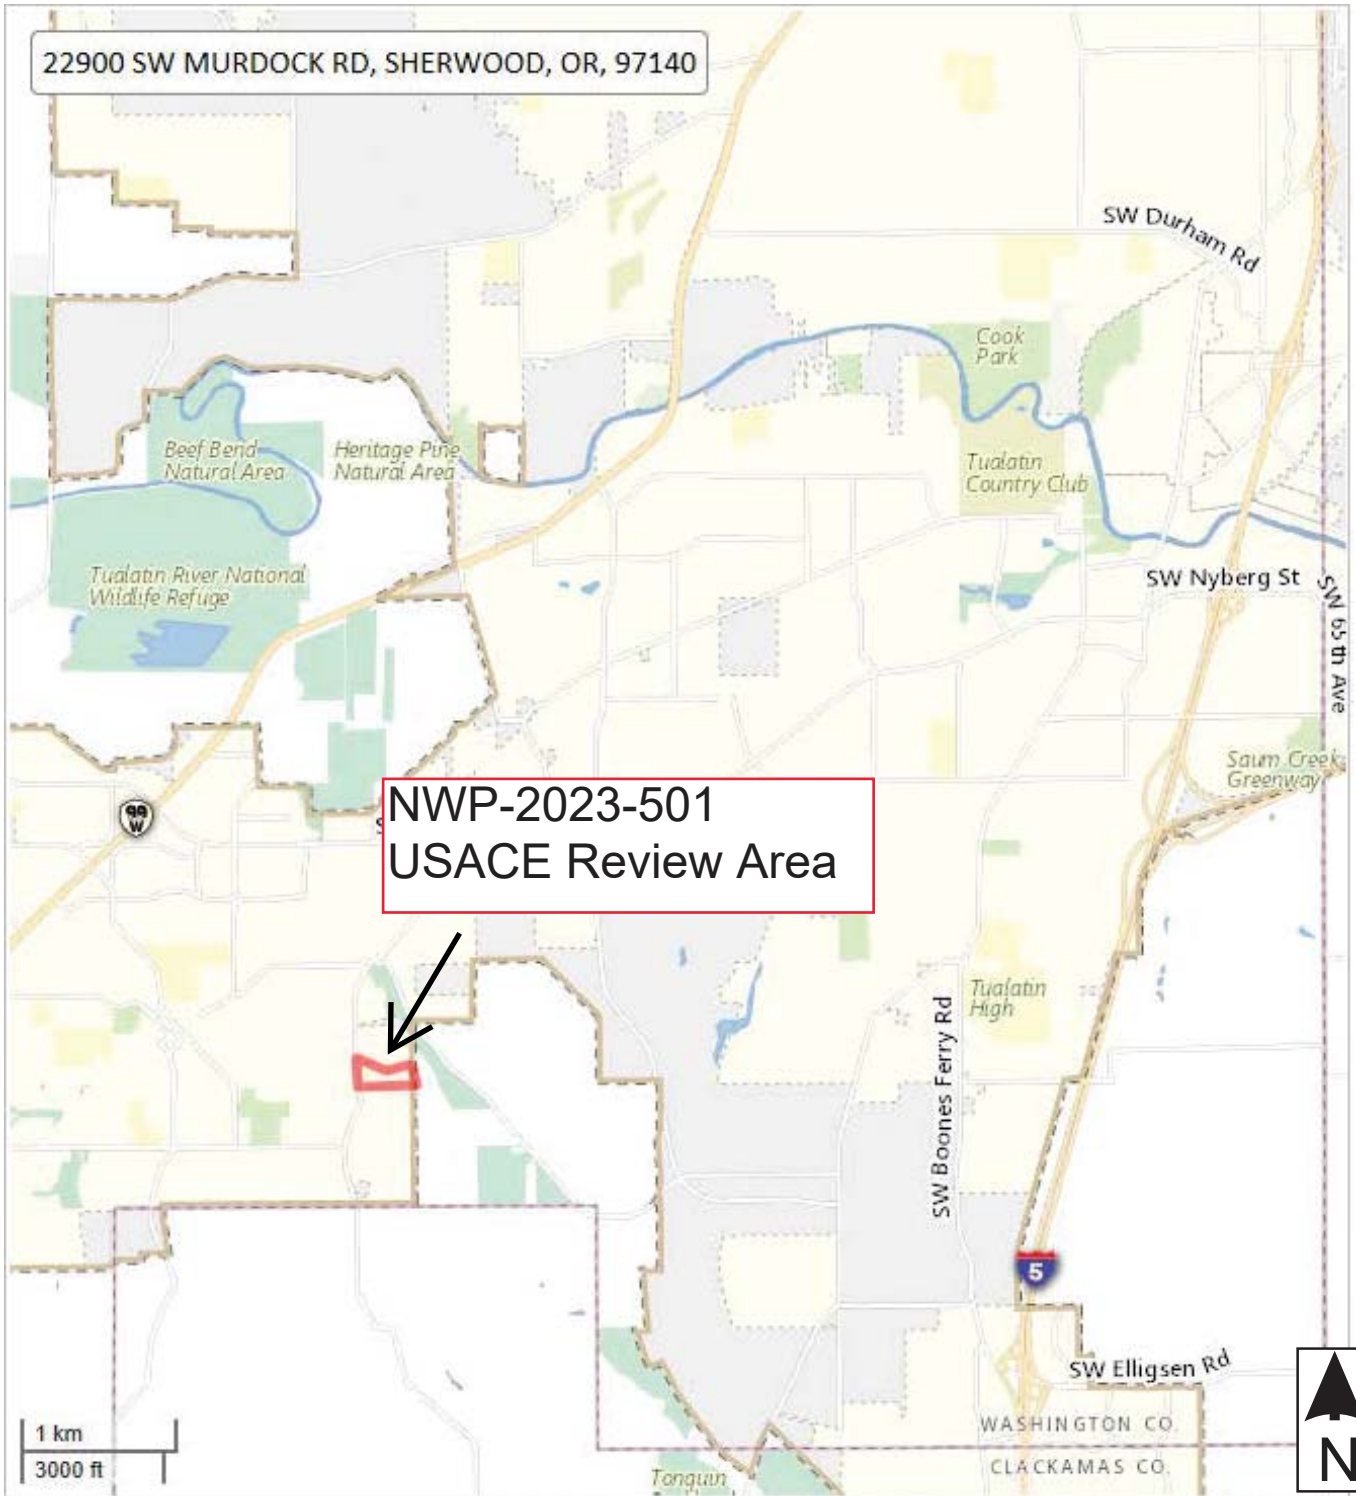 22900 SW MURDOCK RD, SHERWOOD, OR, 97140
SW Durham Rd
Cook
Park
Beef Bend
Natural Area
Heritage Pine
Natural Area
Tualatin
Country Club
Tualatin River National
Wildlife Refuge
SW Nyberg St
SW 65th Ave
Saum Creek
Greenway
99
W
NWP-2023-501
USACE Review Area
Tualatin
High
SW Boones Ferry Rd
5
SW Elligsen Rd
WASHINGTON CO.
CLACKAMAS CO.
1 km
3000 ft
Tonquin
N